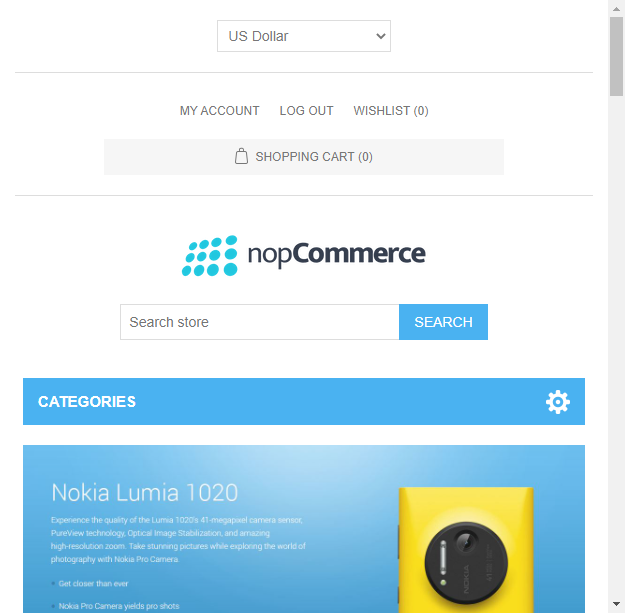 US Dollar
MY ACCOUNT LOG OUT WISHLIST (0)
SHOPPING CART (0)
nopCommerce
Search store SEARCH
CATEGORIES
Nokia Lumia 1020
Experience the quality of the Lumia 1020's 41-megapixel camera sensor,
PureView technology, Optical Image Stabilization, and amazing
high-resolution zoom. Take stunning pictures while exploring the world of
photography with Nokia Pro Camera.
Get closer than ever
Nokia Pro Camera yields pro shots
NOKIA